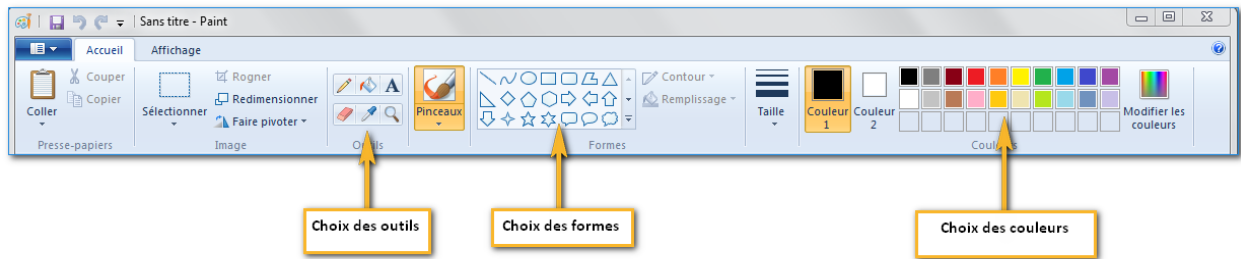 Sans titre - Paint
Accueil Affichage
Coller
Couper
Copier
Presse-papiers
Sélectionner
Rogner
Redimensionner
Faire pivoter
Image
A
Outils
Pinceaux
Contour
Remplissage
Formes
Taille
Couleur 1
Couleur 2
Modifier les
couleurs
Couleurs
Choix des outils
Choix des formes
Choix des couleurs